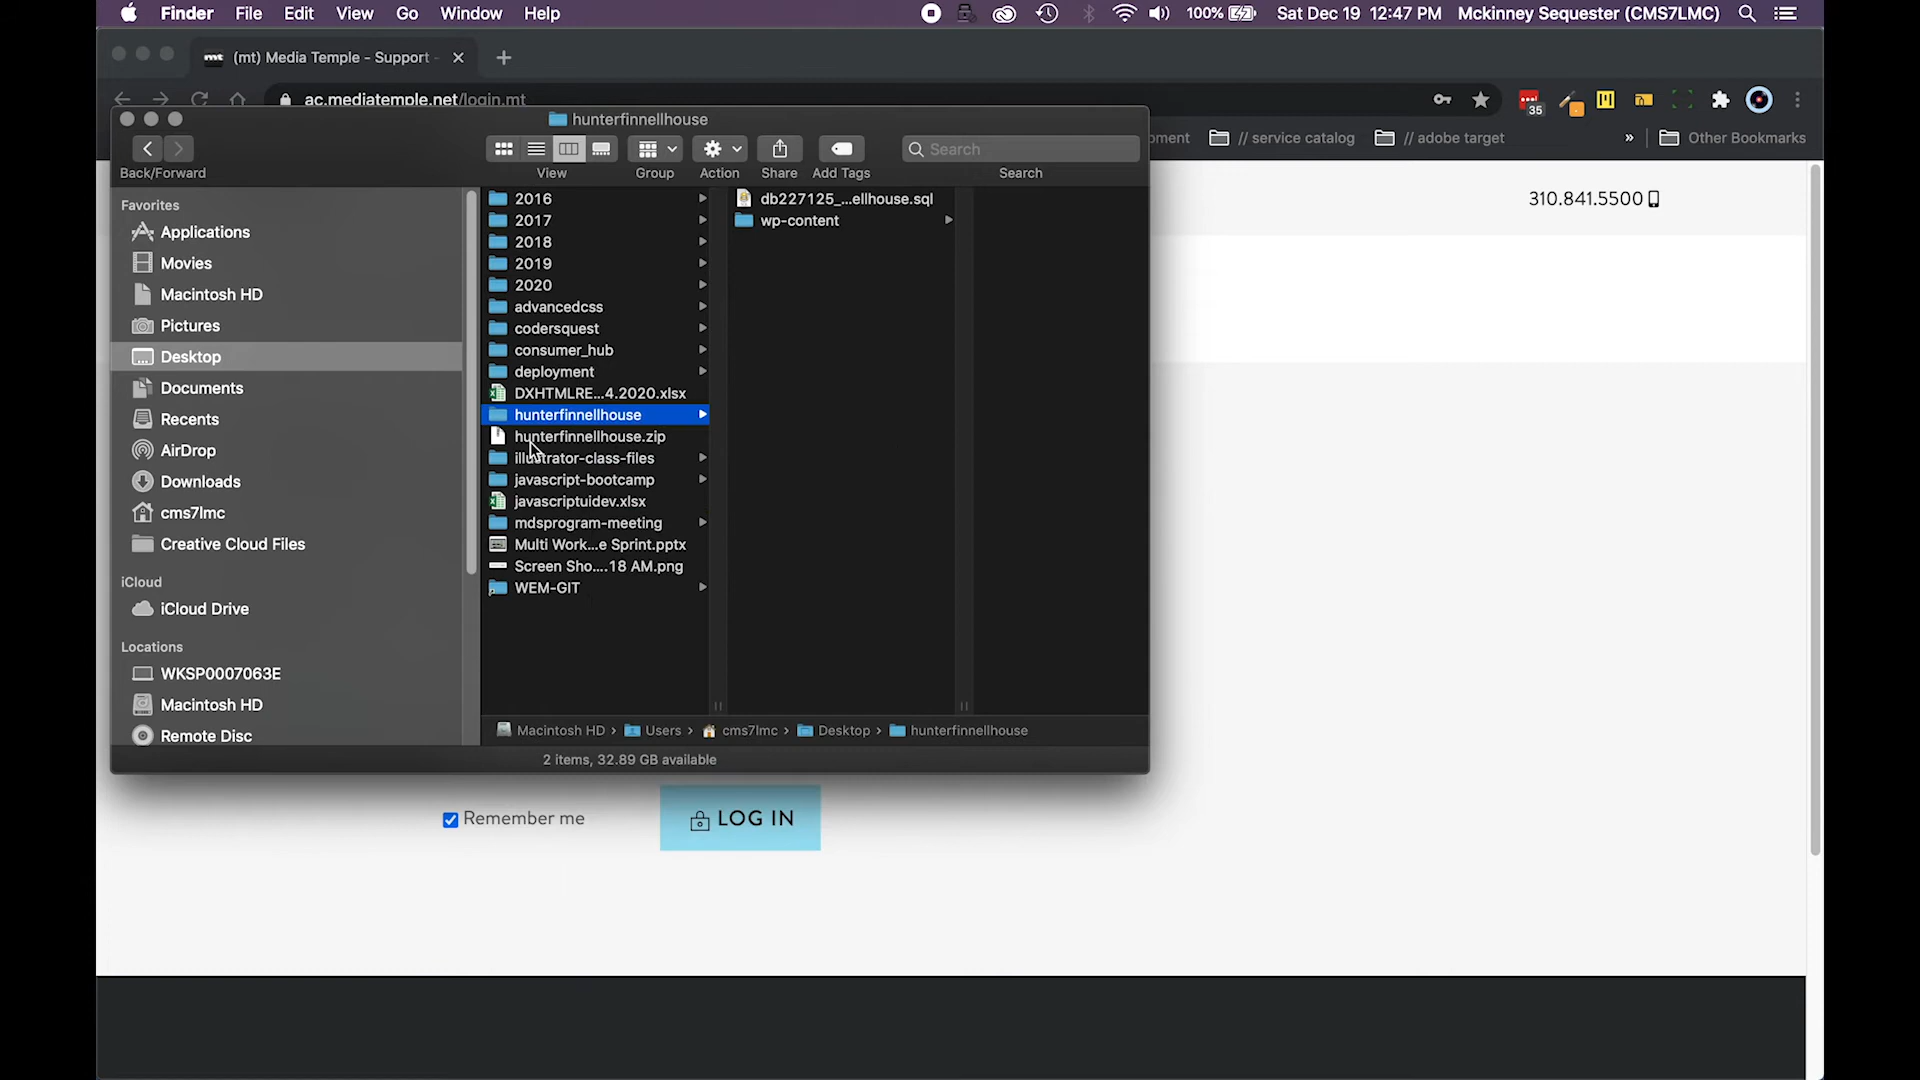 Finder File Edit View Go Window Help 100% Sat Dec 19 12:47 PM Mckinney Sequester (CMS7LMC)
mt (mt) Media Temple - Support -
ac.mediatemple.net/login.mt 35
hunterfinnellhouse
Search
// service catalog // adobe target » Other Bookmarks
Back/Forward View Group Action Share Add Tags Search
310.841.5500
Favorites
Applications
Movies
Macintosh HD
Pictures
Desktop
Documents
Recents
AirDrop
Downloads
cms7lmc
Creative Cloud Files
iCloud
iCloud Drive
Locations
WKSP0007063E
Macintosh HD
Remote Disc
2016
2017
2018
2019
2020
advancedcss
codersquest
consumer_hub
deployment
DXHTMLRE...4.2020.xlsx
hunterfinnellhouse
hunterfinnellhouse.zip
illustrator-class-files
javascript-bootcamp
javascriptuidev.xlsx
mdsprogram-meeting
Multi Work...e Sprint.pptx
Screen Sho....18 AM.png
WEM-GIT
db227125_...ellhouse.sql
wp-content
Macintosh HD › Users › cms7lmc › Desktop › hunterfinnellhouse
2 items, 32.89 GB available
Remember me
LOG IN